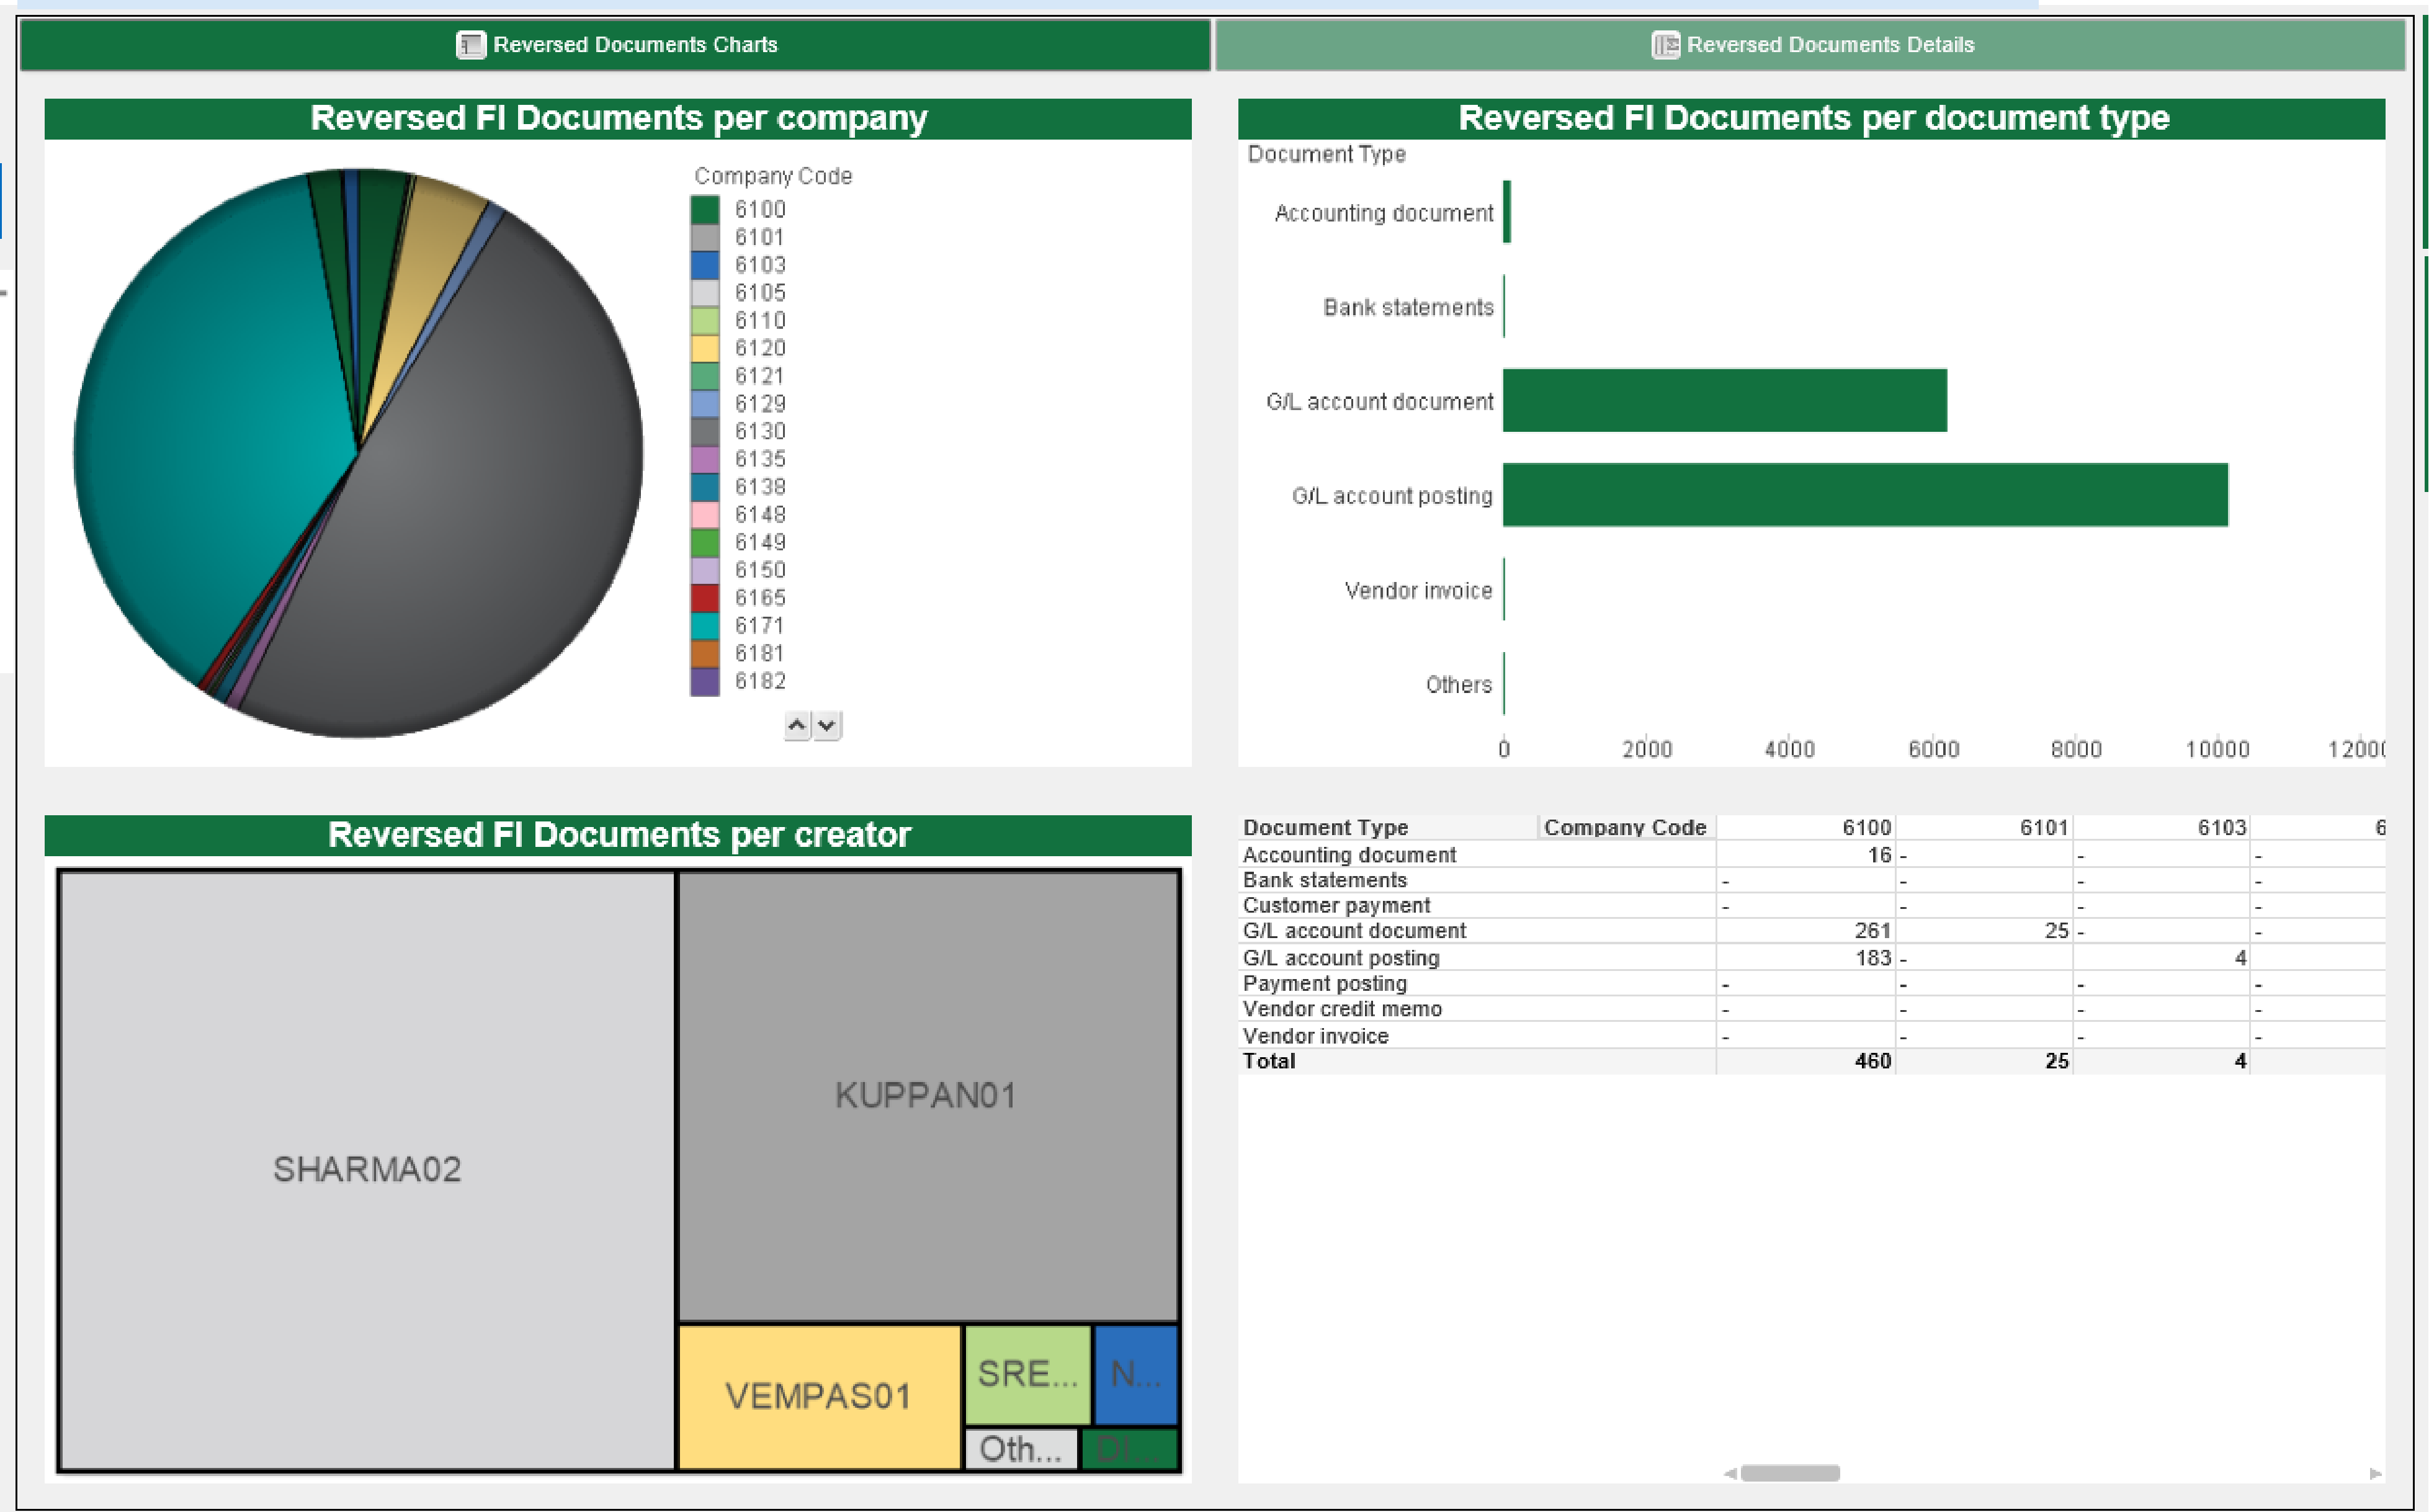 Reversed Documents Charts
Reversed Documents Details
Reversed FI Documents per company
Company Code
6100
6101
6103
6105
6110
6120
6121
6129
6130
6135
6138
6148
6149
6150
6165
6171
6181
6182
Reversed FI Documents per document type
Document Type
Accounting document
Bank statements
G/L account document
G/L account posting
Vendor invoice
Others
0 2000 4000 6000 8000 10000 1200
Reversed FI Documents per creator
SHARMA02
KUPPAN01
VEMPAS01
SRE...
N...
Oth...
DI...
Document Type Company Code 6100 6101 6103 6
Accounting document 16 - - -
Bank statements - - - -
Customer payment - - - -
G/L account document 261 25 - -
G/L account posting 183 - 4
Payment posting - - - -
Vendor credit memo - - - -
Vendor invoice - - - -
Total 460 25 4